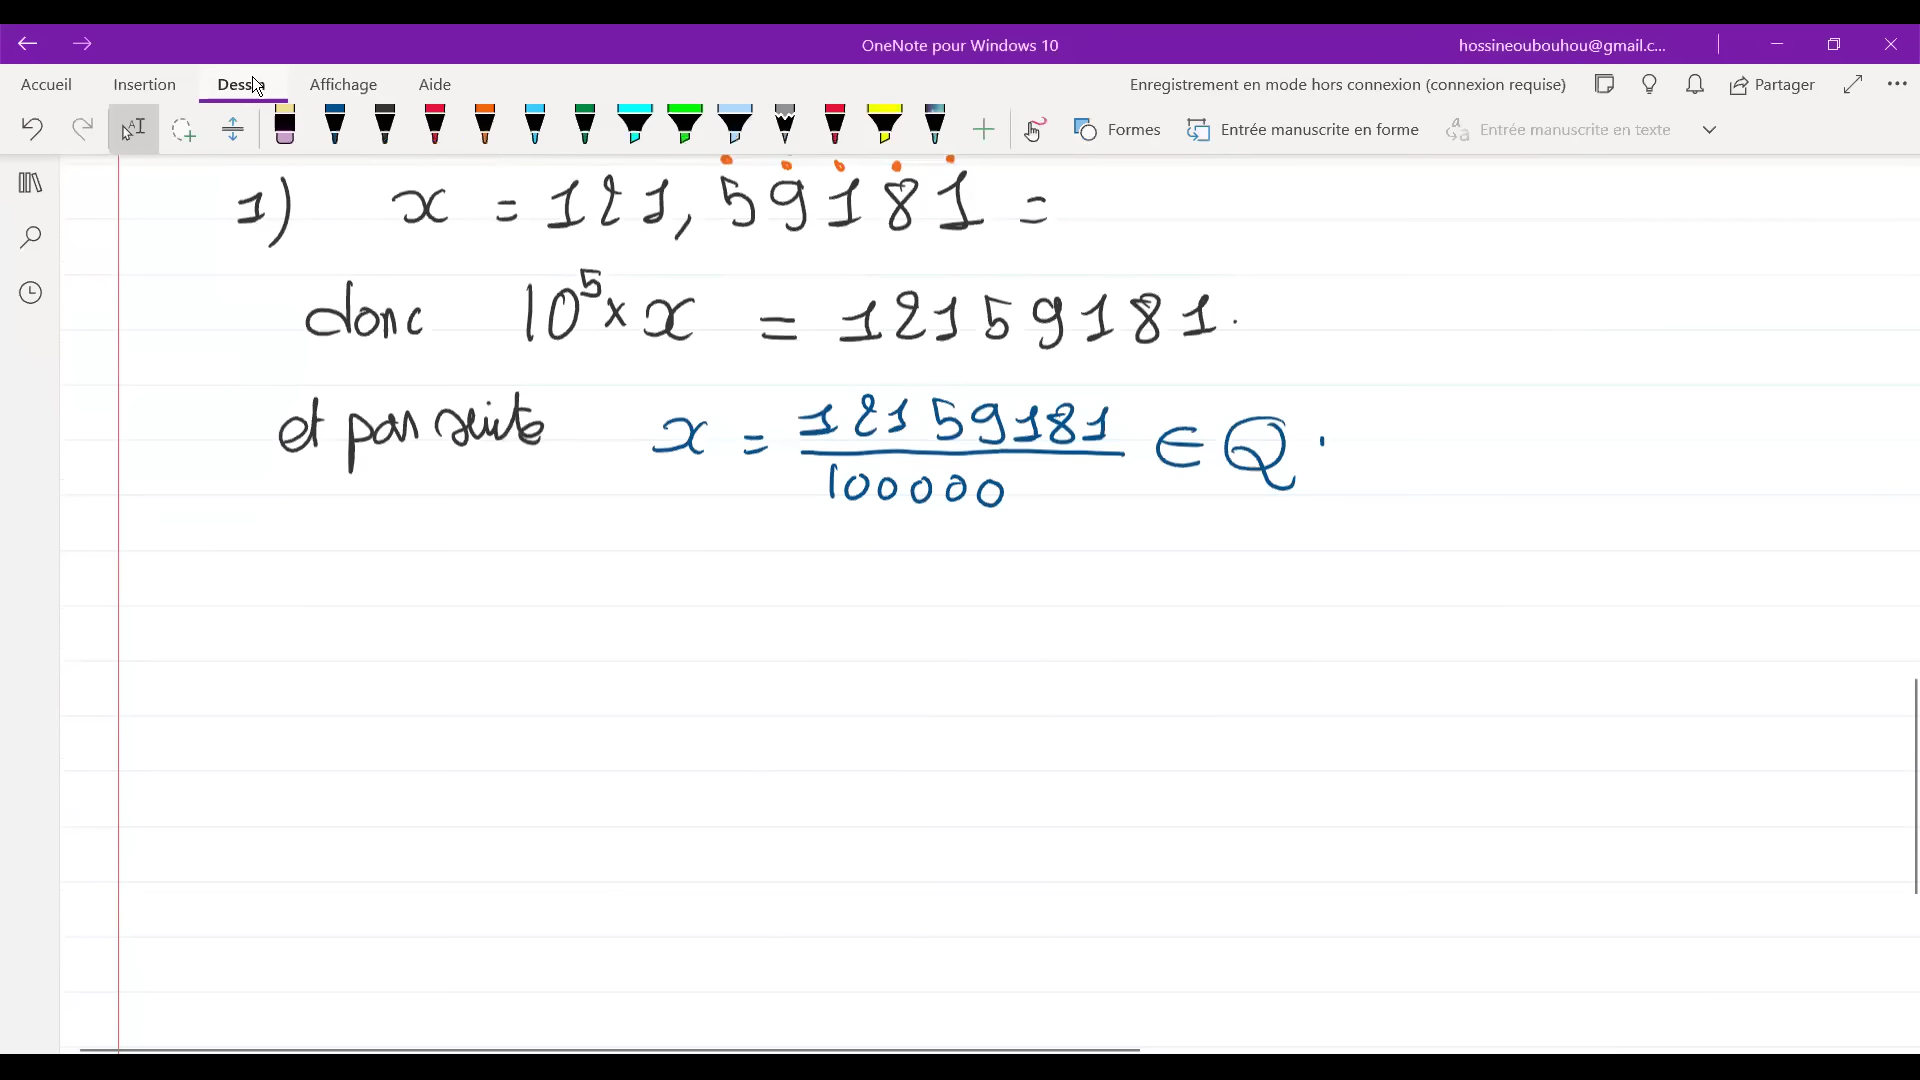 OneNote pour Windows 10
hossineoubouhou@gmail.c...
Accueil Insertion Dessin Affichage Aide
Enregistrement en mode hors connexion (connexion requise) Partager
Formes Entrée manuscrite en forme Entrée manuscrite en texte
1) x = 121,59181 =
donc 10⁵ × x = 12159181.
et par suite x = 12159181/100000 ∈ Q.